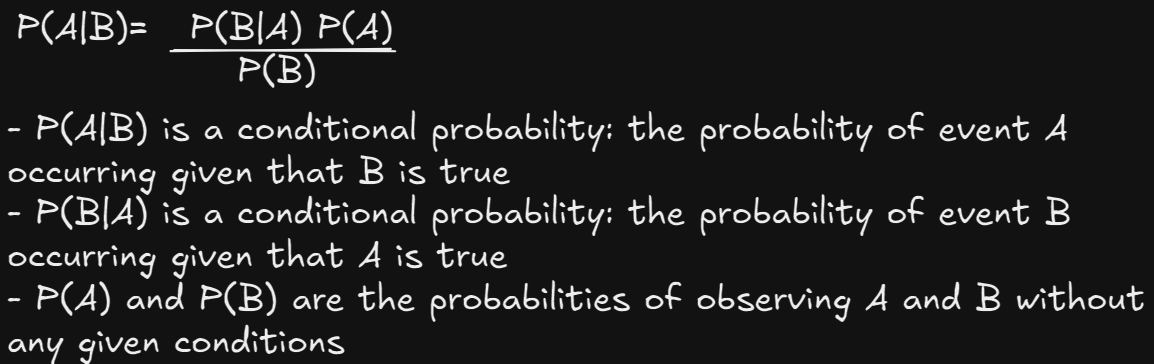 P(A|B)= P(B|A) P(A)
P(B)
- P(A|B) is a conditional probability: the probability of event A
occurring given that B is true
- P(B|A) is a conditional probability: the probability of event B
occurring given that A is true
- P(A) and P(B) are the probabilities of observing A and B without
any given conditions